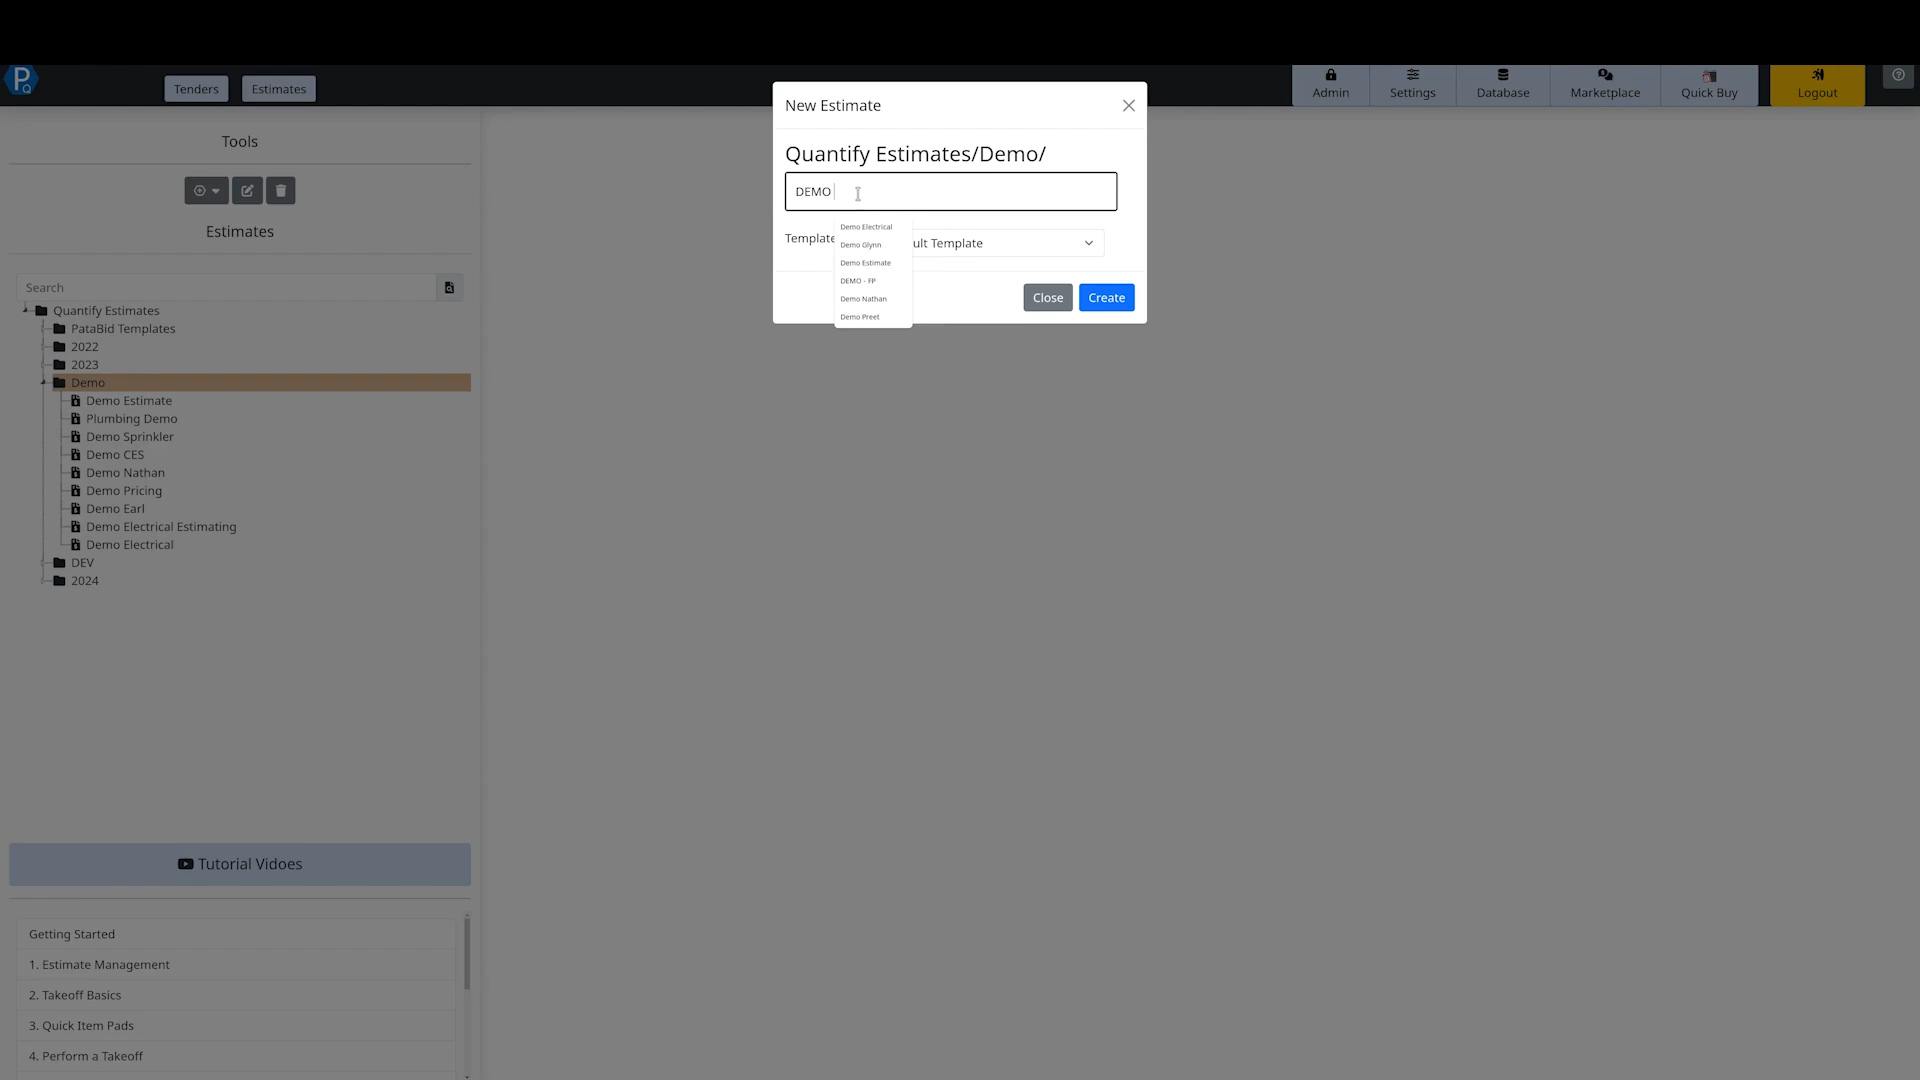 P
Q
Tenders
Estimates
Admin
Settings
Database
Marketplace
Quick Buy
Logout
Tools
Estimates
Search
Quantify Estimates
PataBid Templates
2022
2023
Demo
Demo Estimate
Plumbing Demo
Demo Sprinkler
Demo CES
Demo Nathan
Demo Pricing
Demo Earl
Demo Electrical Estimating
Demo Electrical
DEV
2024
Tutorial Vidoes
Getting Started
1. Estimate Management
2. Takeoff Basics
3. Quick Item Pads
4. Perform a Takeoff
New Estimate
Quantify Estimates/Demo/
DEMO
Template
ult Template
Demo Electrical
Demo Glynn
Demo Estimate
DEMO - FP
Demo Nathan
Demo Preet
Close
Create